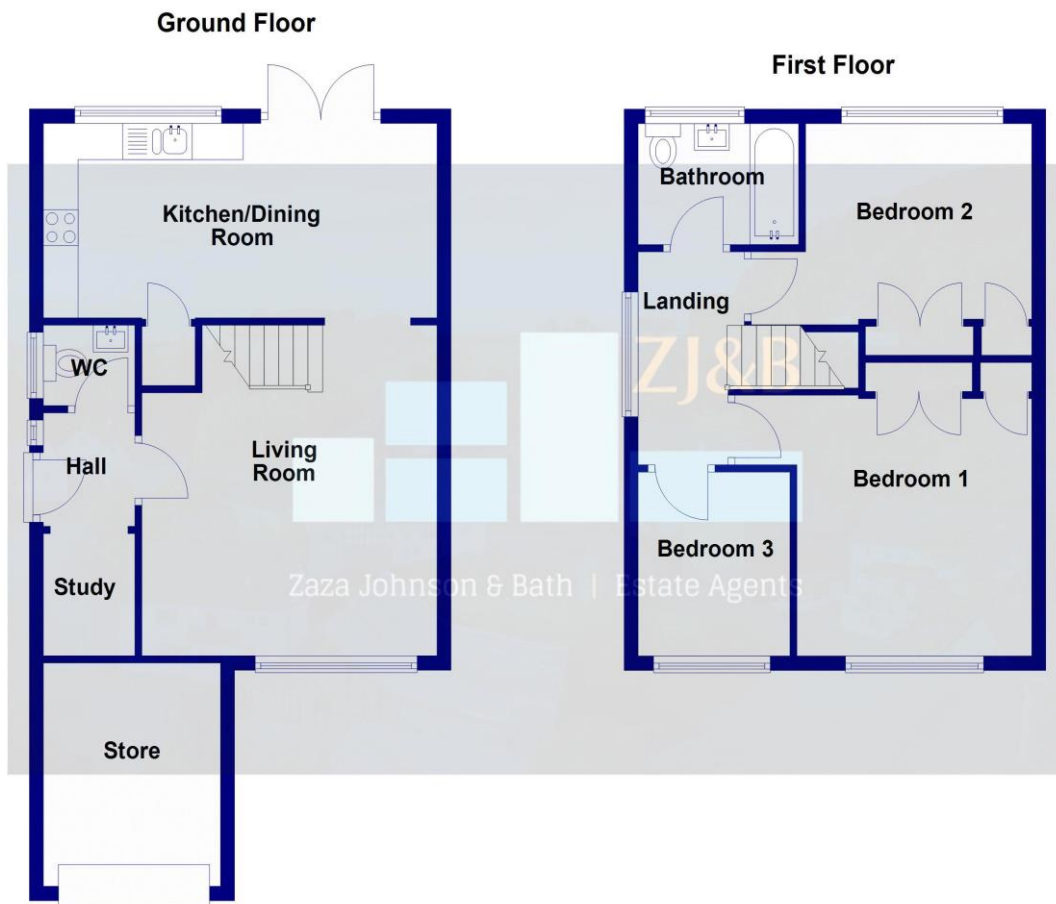 Ground Floor
First Floor
Kitchen/Dining
Room
WC
Hall
Living
Room
Study
Store
Bathroom
Bedroom 2
Landing
ZJ&B
Bedroom 1
Bedroom 3
Zaza Johnson & Bath | Estate Agents